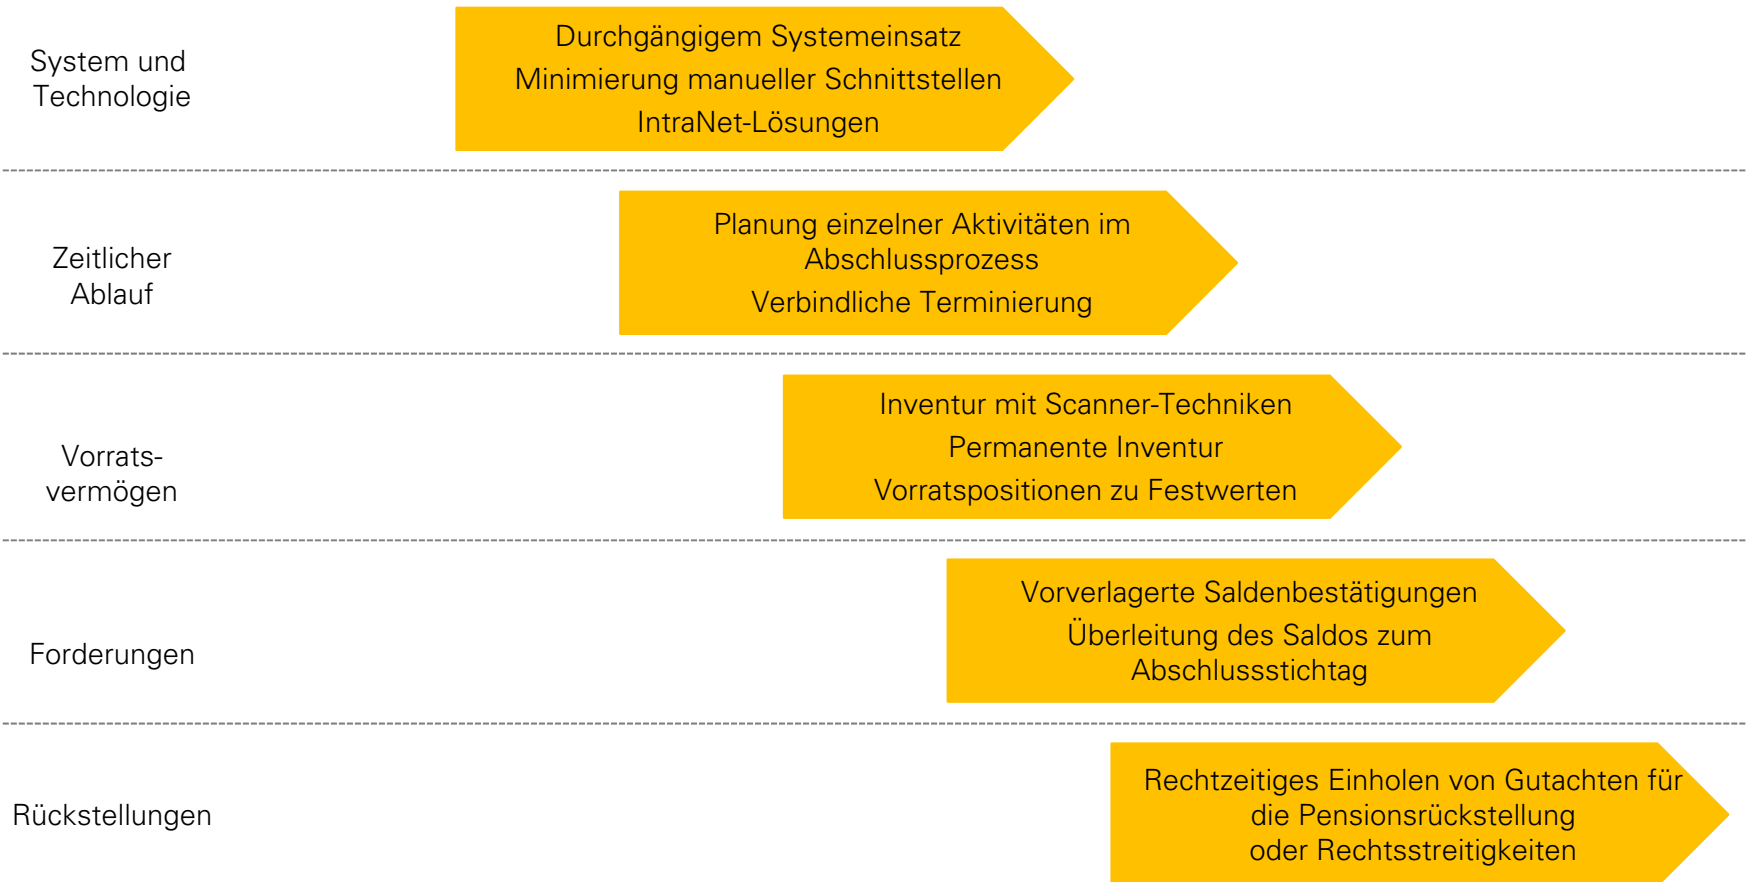 System und
Technologie
Durchgängigem Systemeinsatz
Minimierung manueller Schnittstellen
IntraNet-Lösungen
Zeitlicher
Ablauf
Planung einzelner Aktivitäten im
Abschlussprozess
Verbindliche Terminierung
Vorrats-
vermögen
Inventur mit Scanner-Techniken
Permanente Inventur
Vorratspositionen zu Festwerten
Forderungen
Vorverlagerte Saldenbestätigungen
Überleitung des Saldos zum
Abschlussstichtag
Rückstellungen
Rechtzeitiges Einholen von Gutachten für
die Pensionsrückstellung
oder Rechtsstreitigkeiten